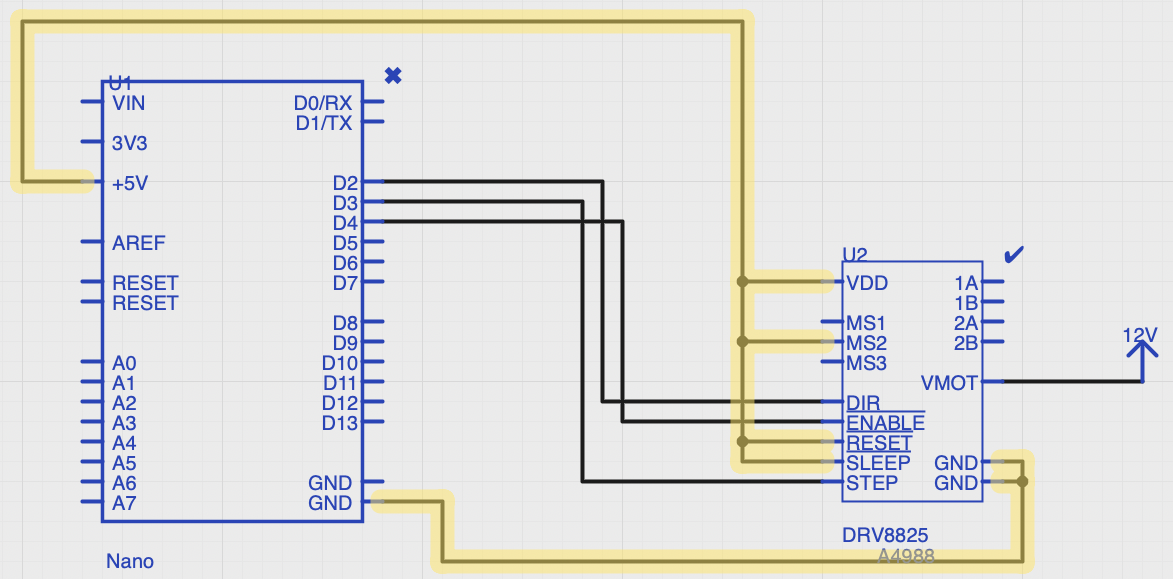 U1
VIN
3V3
+5V
AREF
RESET
RESET
A0
A1
A2
A3
A4
A5
A6
A7
D0/RX
D1/TX
D2
D3
D4
D5
D6
D7
D8
D9
D10
D11
D12
D13
GND
GND
Nano
U2
VDD
MS1
MS2
MS3
DIR
ENABLE
RESET
SLEEP
STEP
1A
1B
2A
2B
VMOT
GND
GND
12V
DRV8825
A4988